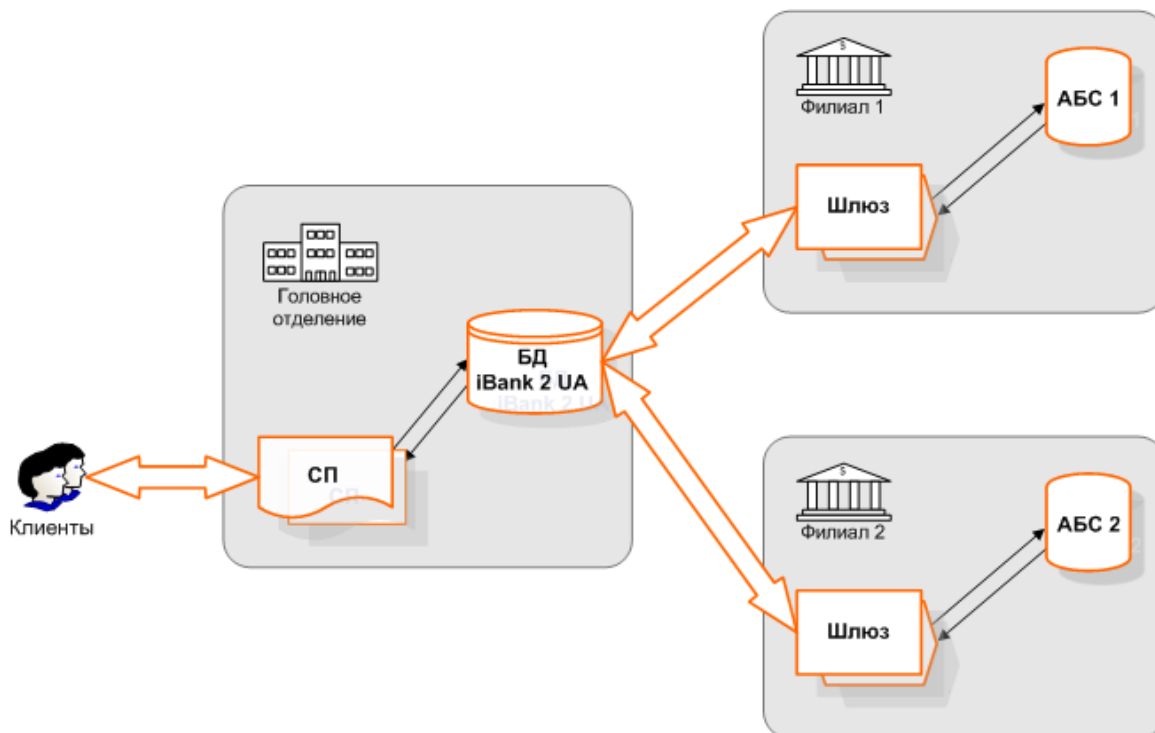 Филиал 1
АБС 1
Шлюз
Головное
отделение
БД
iBank 2 UA
СП
Клиенты
Филиал 2
АБС 2
Шлюз